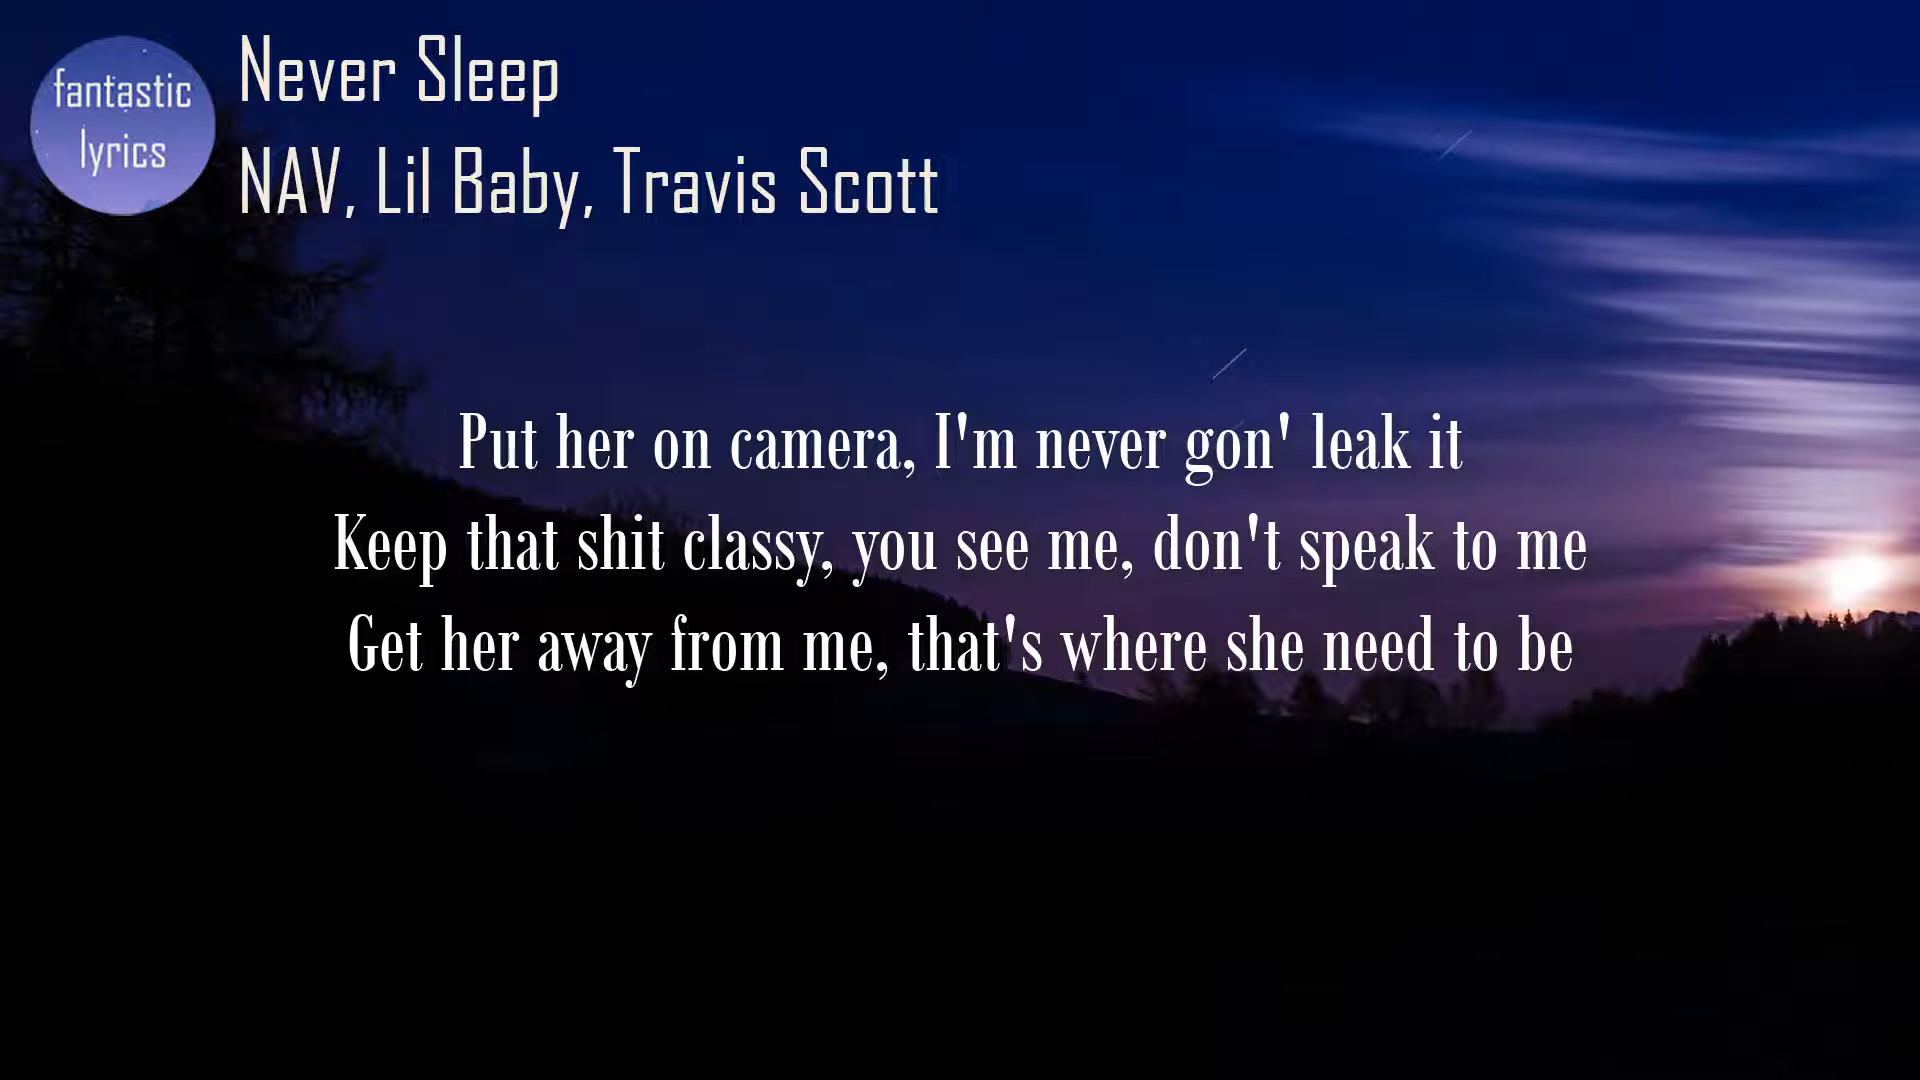 fantastic
lyrics
Never Sleep
NAV, Lil Baby, Travis Scott
Put her on camera, I'm never gon' leak it
Keep that shit classy, you see me, don't speak to me
Get her away from me, that's where she need to be